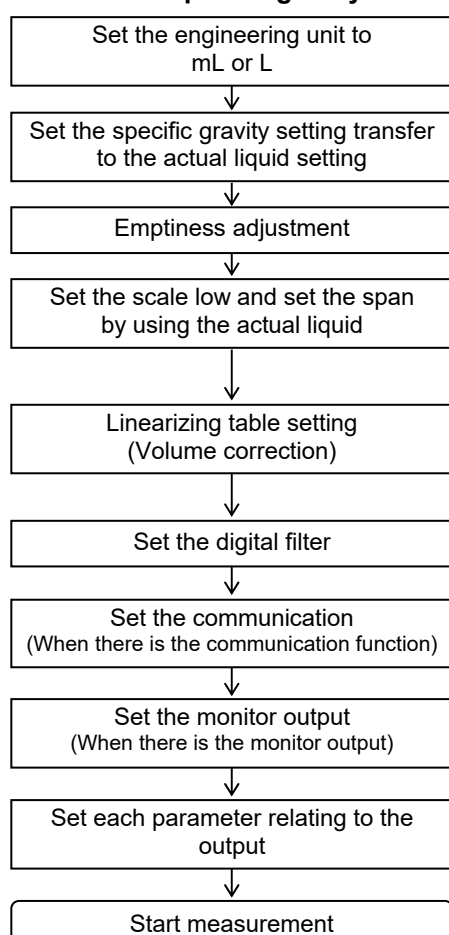 Set the engineering unit to
mL or L
Set the specific gravity setting transfer
to the actual liquid setting
Emptiness adjustment
Set the scale low and set the span
by using the actual liquid
Linearizing table setting
(Volume correction)
Set the digital filter
Set the communication
(When there is the communication function)
Set the monitor output
(When there is the monitor output)
Set each parameter relating to the
output
Start measurement